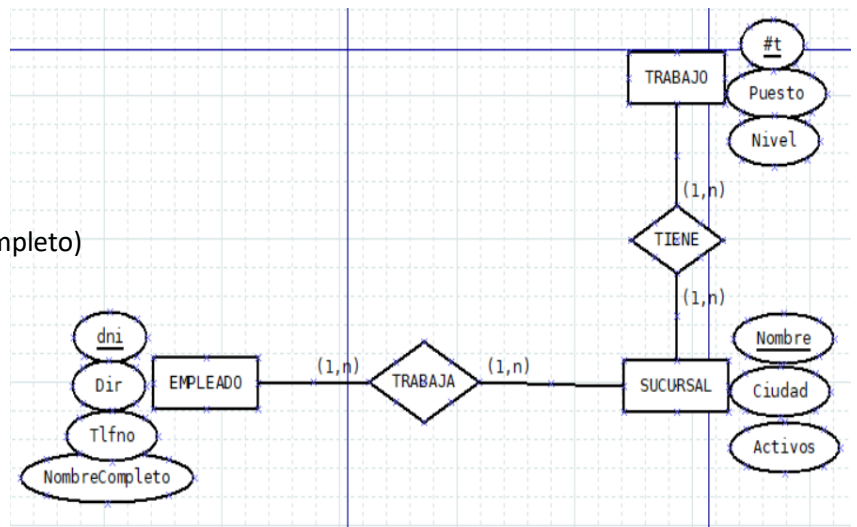 #t
TRABAJO
Puesto
Nivel
(1,n)
TIENE
mpleto)
(1,n)
dni
Nombre
(1,n)
(1,n)
Dir
EMPLEADO
TRABAJA
SUCURSAL
Ciudad
Tlfno
Activos
NombreCompleto